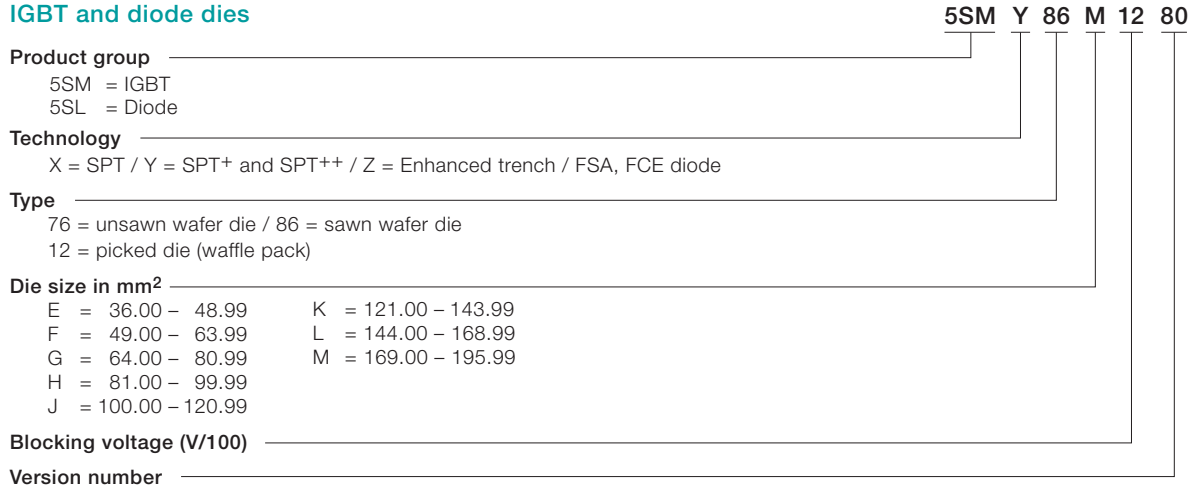 IGBT and diode dies
5SM Y 86 M 12 80
Product group
5SM = IGBT
5SL = Diode
Technology
X = SPT / Y = SPT+ and SPT++ / Z = Enhanced trench / FSA, FCE diode
Type
76 = unsawn wafer die / 86 = sawn wafer die
12 = picked die (waffle pack)
Die size in mm2
E = 36.00 – 48.99
F = 49.00 – 63.99
G = 64.00 – 80.99
H = 81.00 – 99.99
J = 100.00 – 120.99
K = 121.00 – 143.99
L = 144.00 – 168.99
M = 169.00 – 195.99
Blocking voltage (V/100)
Version number